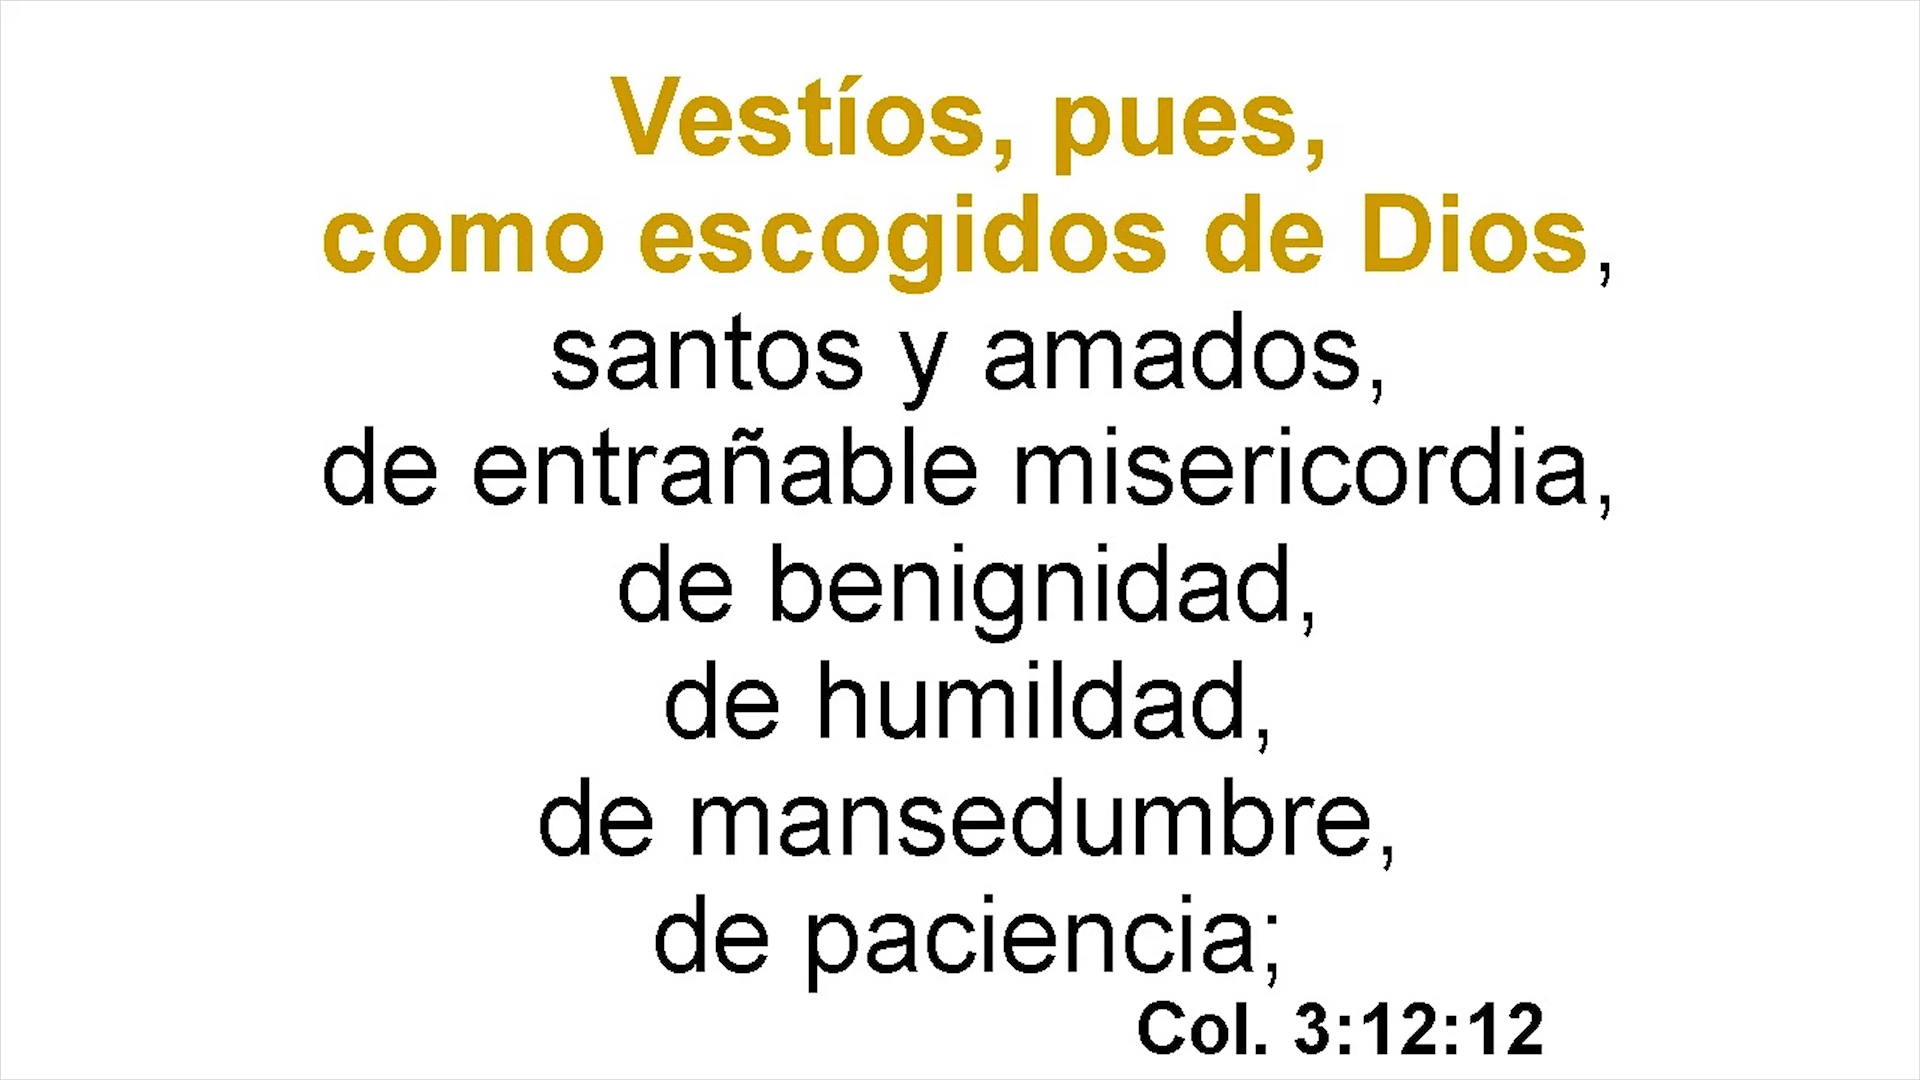 Vestíos, pues,
como escogidos de Dios,
santos y amados,
de entrañable misericordia,
de benignidad,
de humildad,
de mansedumbre,
de paciencia;
Col. 3:12:12